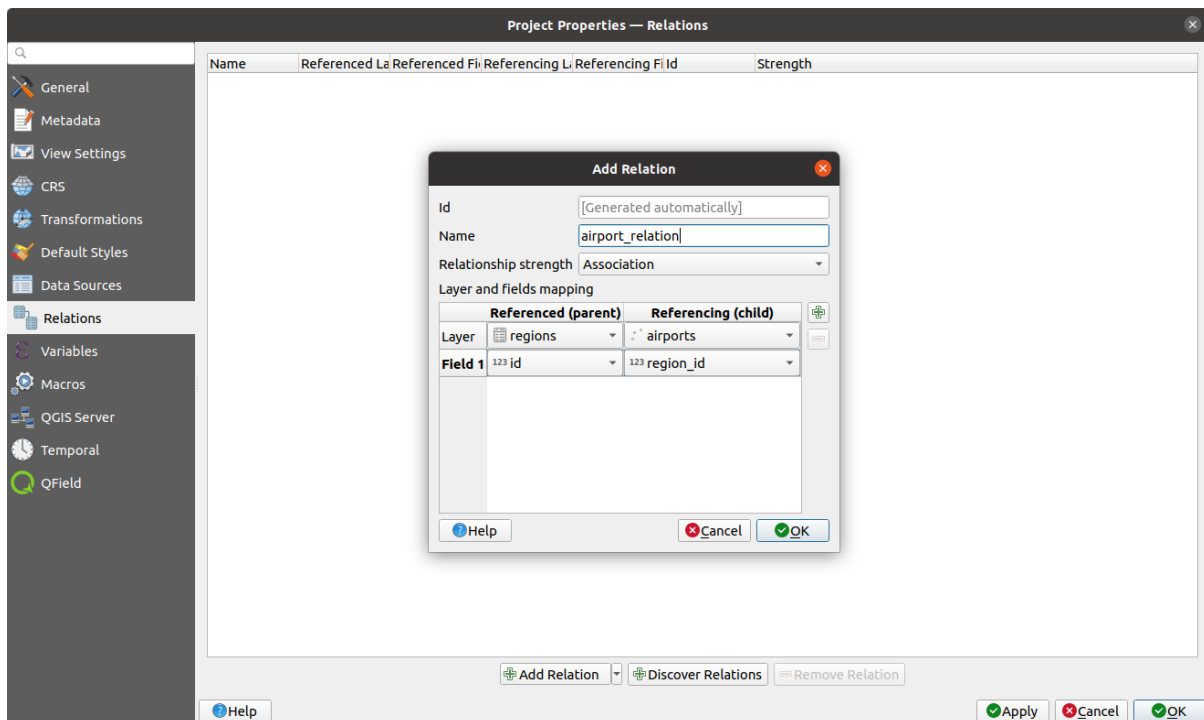 Project Properties — Relations
Name Referenced La Referenced Fi Referencing L Referencing Fi Id Strength
General
Metadata
View Settings
CRS
Transformations
Default Styles
Data Sources
Relations
Variables
Macros
QGIS Server
Temporal
QField
Add Relation
Id [Generated automatically]
Name airport_relation
Relationship strength Association
Layer and fields mapping
Referenced (parent) Referencing (child)
Layer regions airports
Field 1 123 id 123 region_id
Help Cancel OK
Add Relation Discover Relations Remove Relation
Help Apply Cancel OK